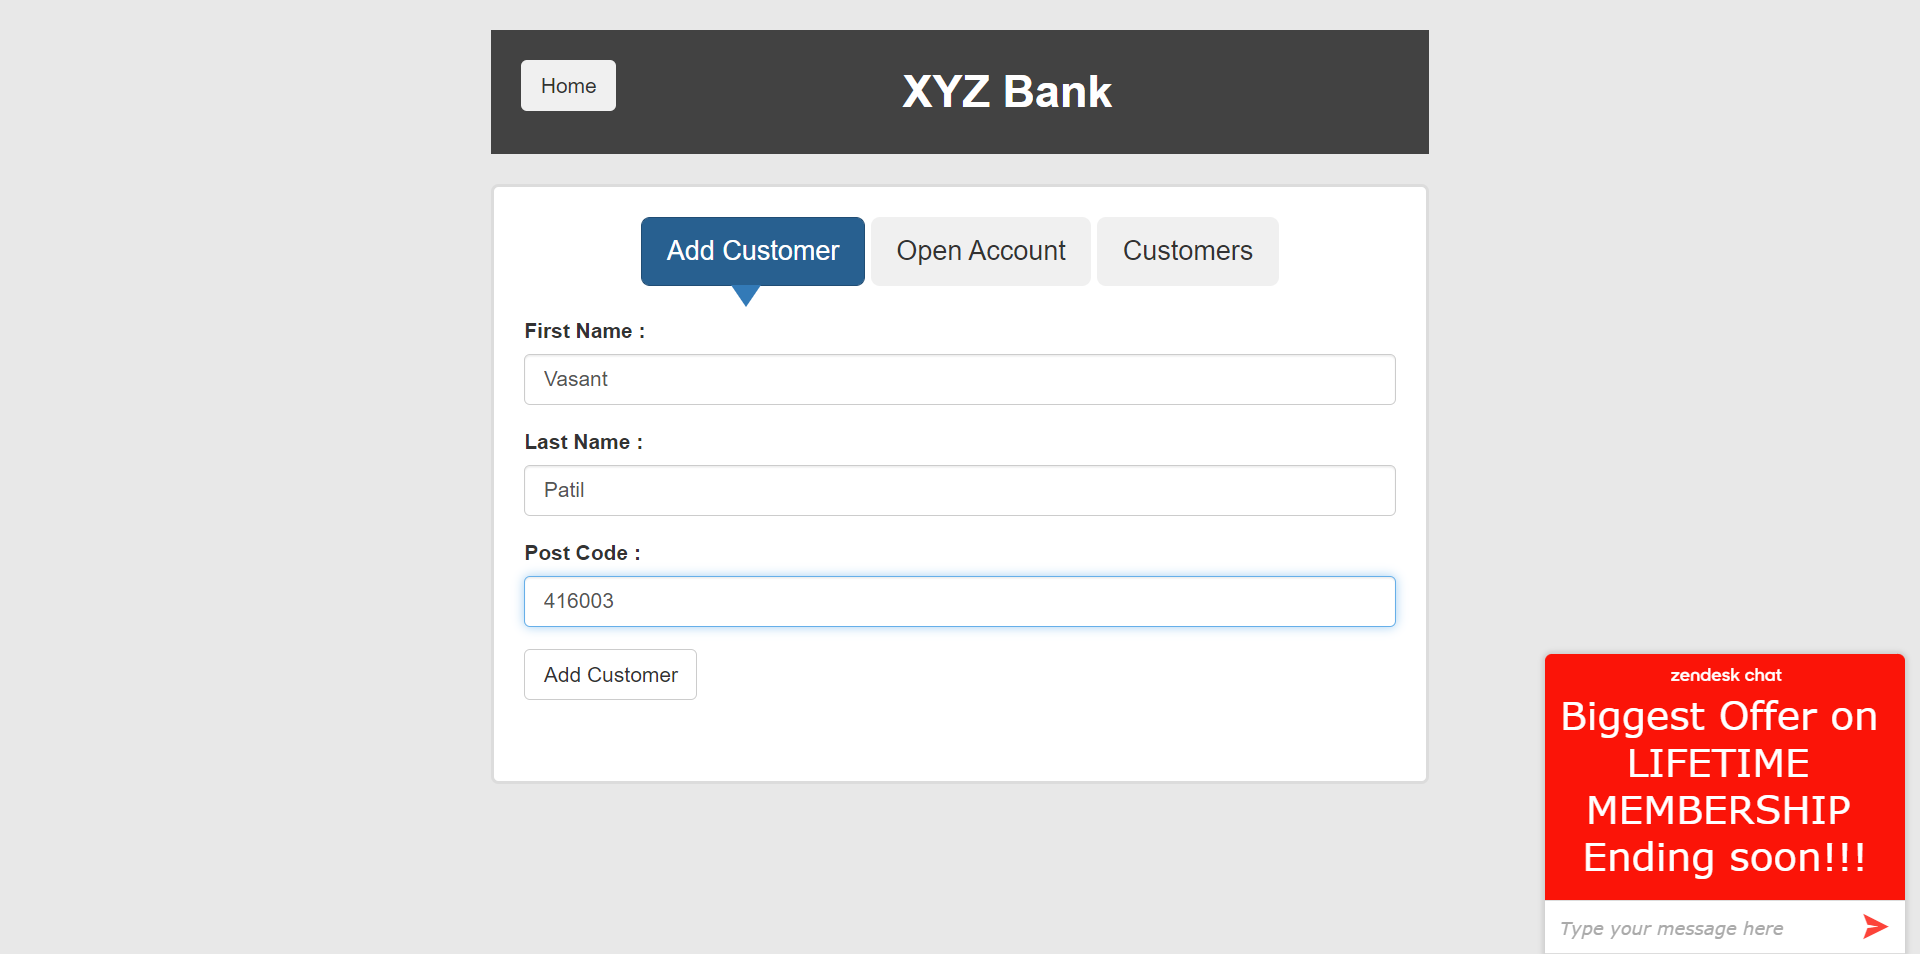 Home
XYZ Bank
Add Customer
Open Account
Customers
First Name :
Vasant
Last Name :
Patil
Post Code :
416003
Add Customer
zendesk chat
Biggest Offer on
LIFETIME
MEMBERSHIP
Ending soon!!!
Type your message here